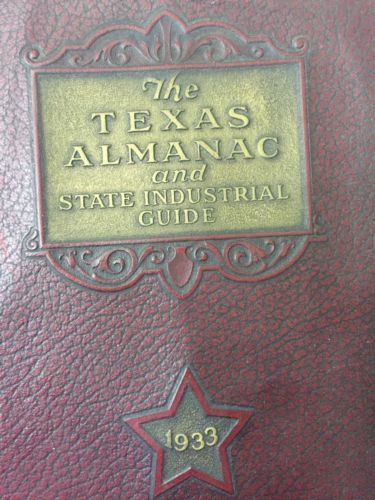 The
TEXAS
ALMANAC
and
STATE INDUSTRIAL
GUIDE
1933